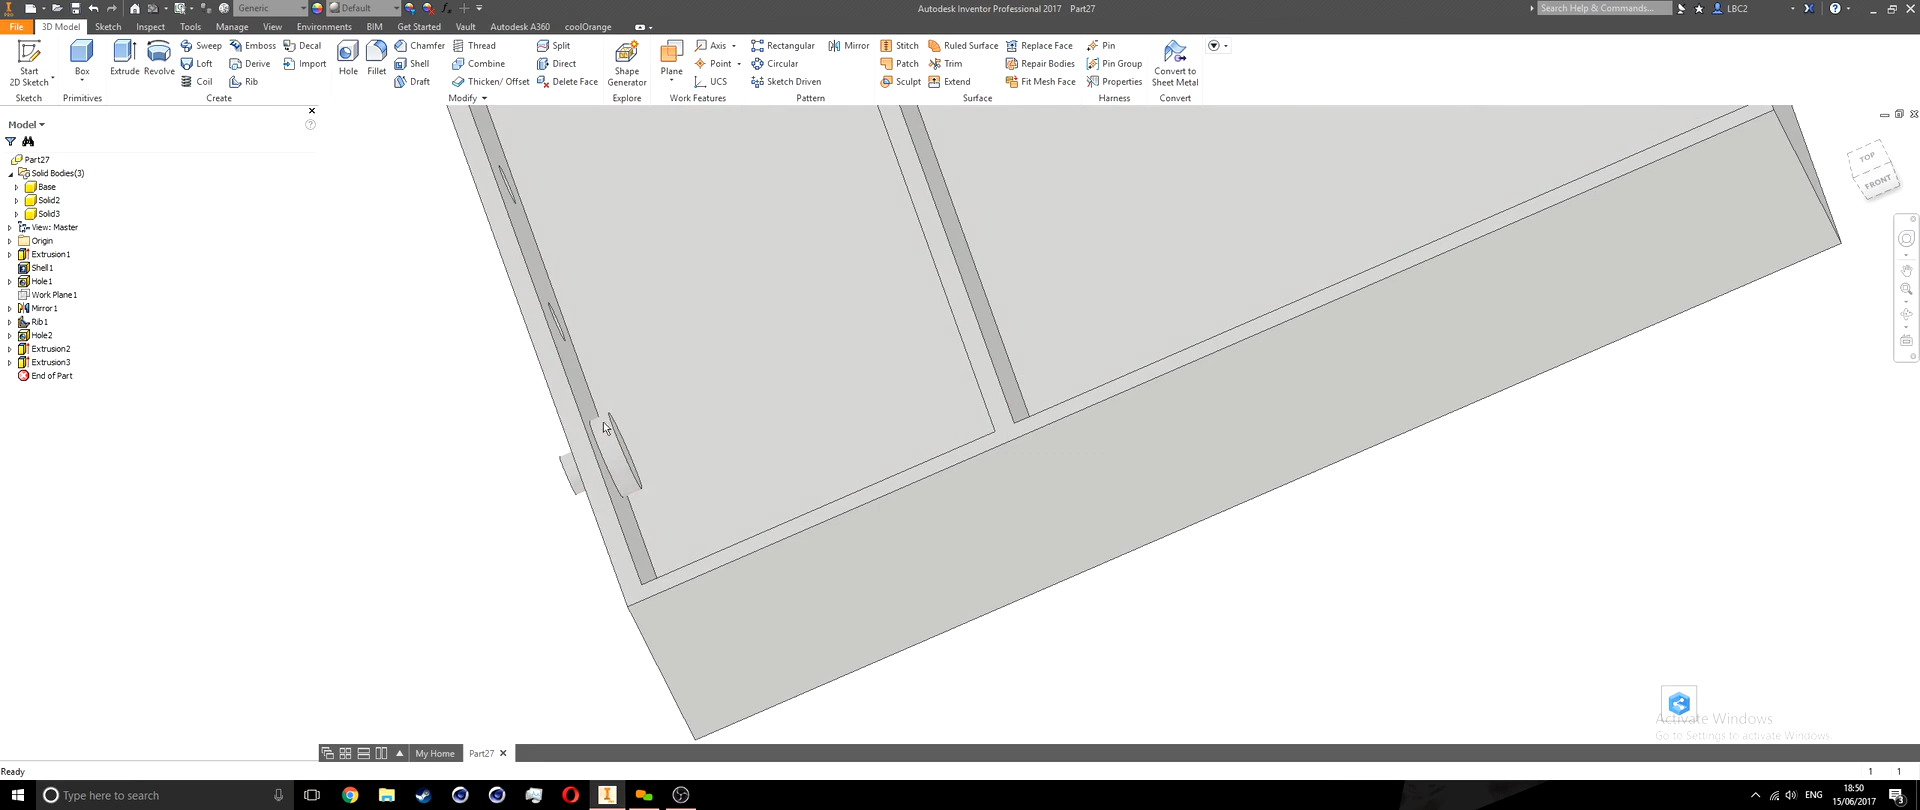 Generic
Default
Autodesk Inventor Professional 2017 Part27
Search Help & Commands...
LBC2
File
3D Model
Sketch
Inspect
Tools
Manage
View
Environments
BIM
Get Started
Vault
Autodesk A360
coolOrange
Start
2D Sketch
Box
Extrude
Revolve
Sweep
Emboss
Decal
Loft
Derive
Import
Coil
Rib
Hole
Fillet
Chamfer
Thread
Split
Shell
Combine
Direct
Draft
Thicken/ Offset
Delete Face
Shape
Generator
Plane
Axis
Point
UCS
Rectangular
Mirror
Circular
Sketch Driven
Stitch
Ruled Surface
Replace Face
Patch
Trim
Repair Bodies
Sculpt
Extend
Fit Mesh Face
Pin
Pin Group
Properties
Convert to
Sheet Metal
Sketch
Primitives
Create
Modify
Explore
Work Features
Pattern
Surface
Harness
Convert
Model
Part27
Solid Bodies(3)
Base
Solid2
Solid3
View: Master
Origin
Extrusion1
Shell1
Hole1
Work Plane1
Mirror1
Rib1
Hole2
Extrusion2
Extrusion3
End of Part
TOP
FRONT
Activate Windows
Go to Settings to activate Windows.
My Home
Part27
Ready
1 1
Type here to search
ENG
18:50
15/06/2017
3